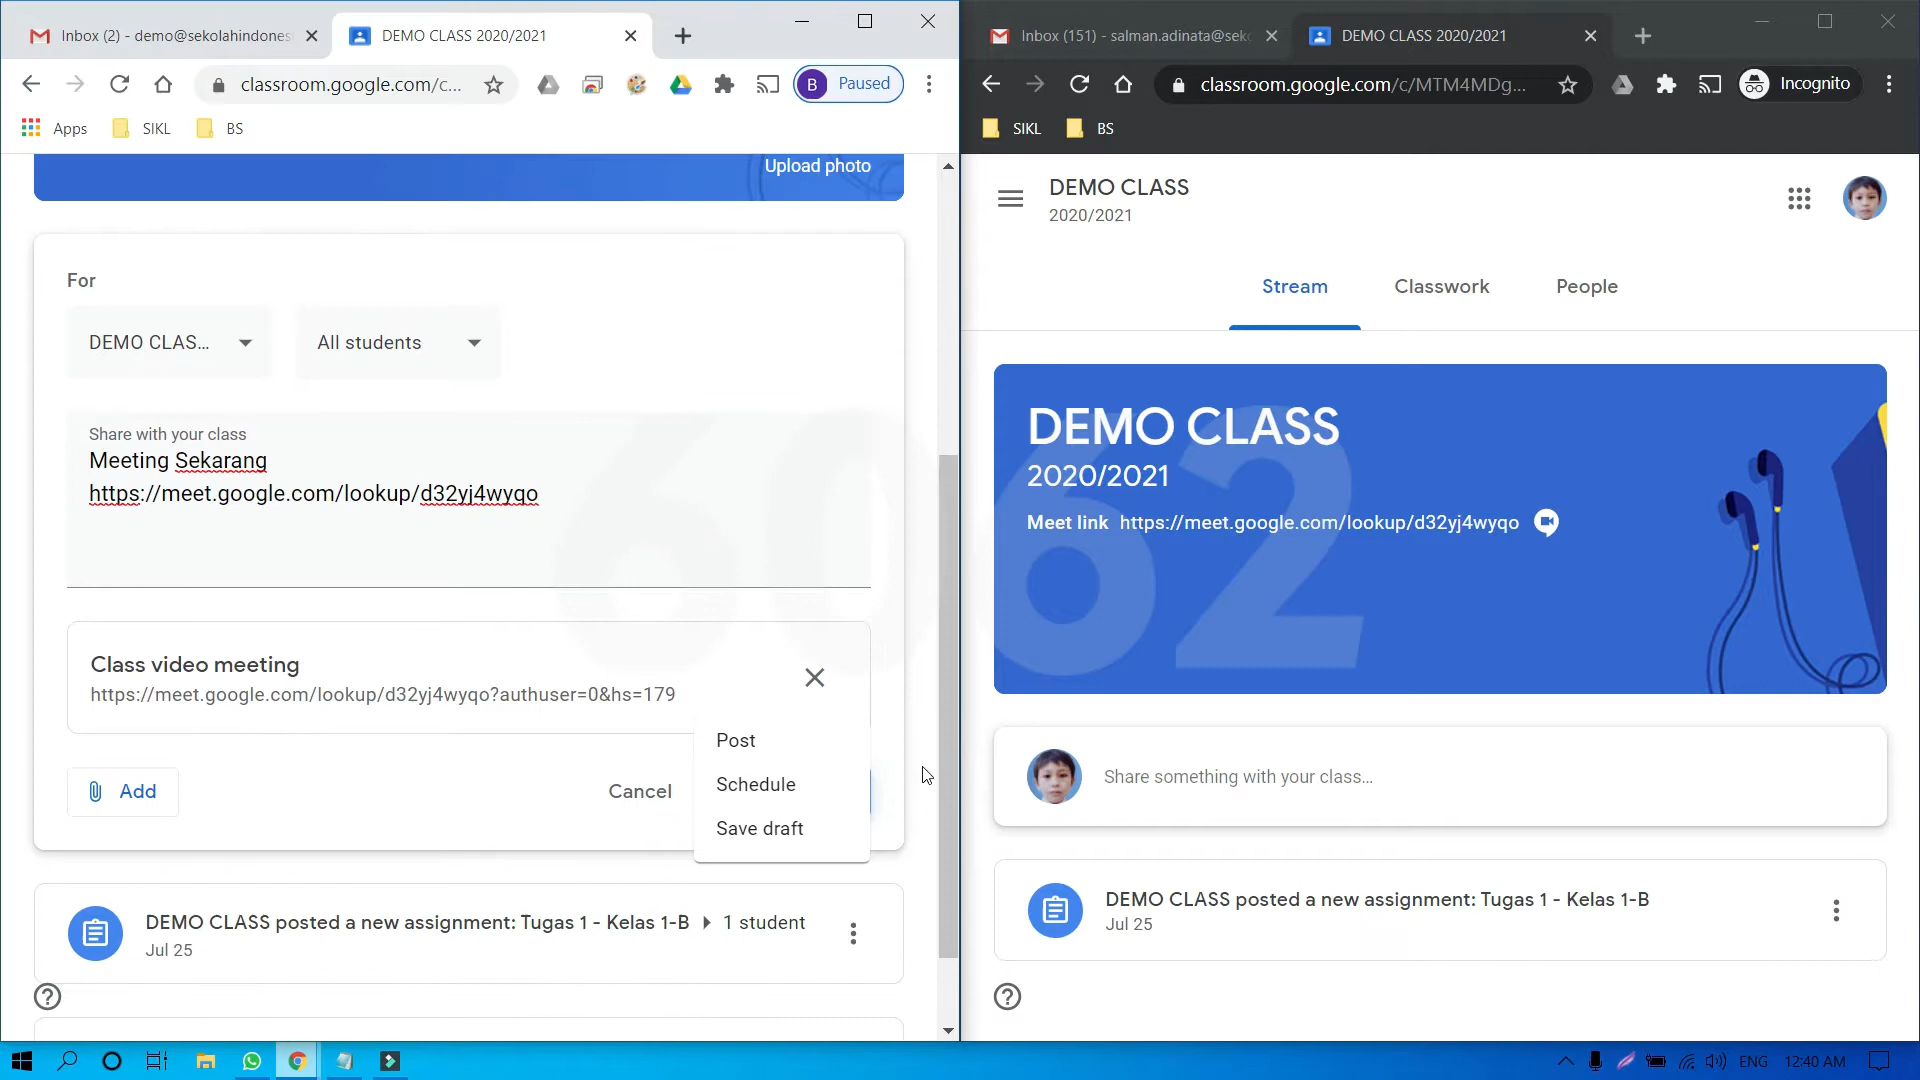 Inbox (2) - demo@sekolahindones
DEMO CLASS 2020/2021
classroom.google.com/c...
B
Paused
Apps
SIKL
BS
Upload photo
For
DEMO CLAS...
All students
Share with your class
Meeting Sekarang
https://meet.google.com/lookup/d32yj4wyqo
Class video meeting
https://meet.google.com/lookup/d32yj4wyqo?authuser=0&hs=179
Add
Cancel
Post
Schedule
Save draft
DEMO CLASS posted a new assignment: Tugas 1 - Kelas 1-B
1 student
Jul 25
Inbox (151) - salman.adinata@seko
DEMO CLASS 2020/2021
classroom.google.com/c/MTM4MDg...
Incognito
SIKL
BS
DEMO CLASS
2020/2021
Stream
Classwork
People
DEMO CLASS
2020/2021
Meet link https://meet.google.com/lookup/d32yj4wyqo
6062
Share something with your class...
DEMO CLASS posted a new assignment: Tugas 1 - Kelas 1-B
Jul 25
ENG
12:40 AM